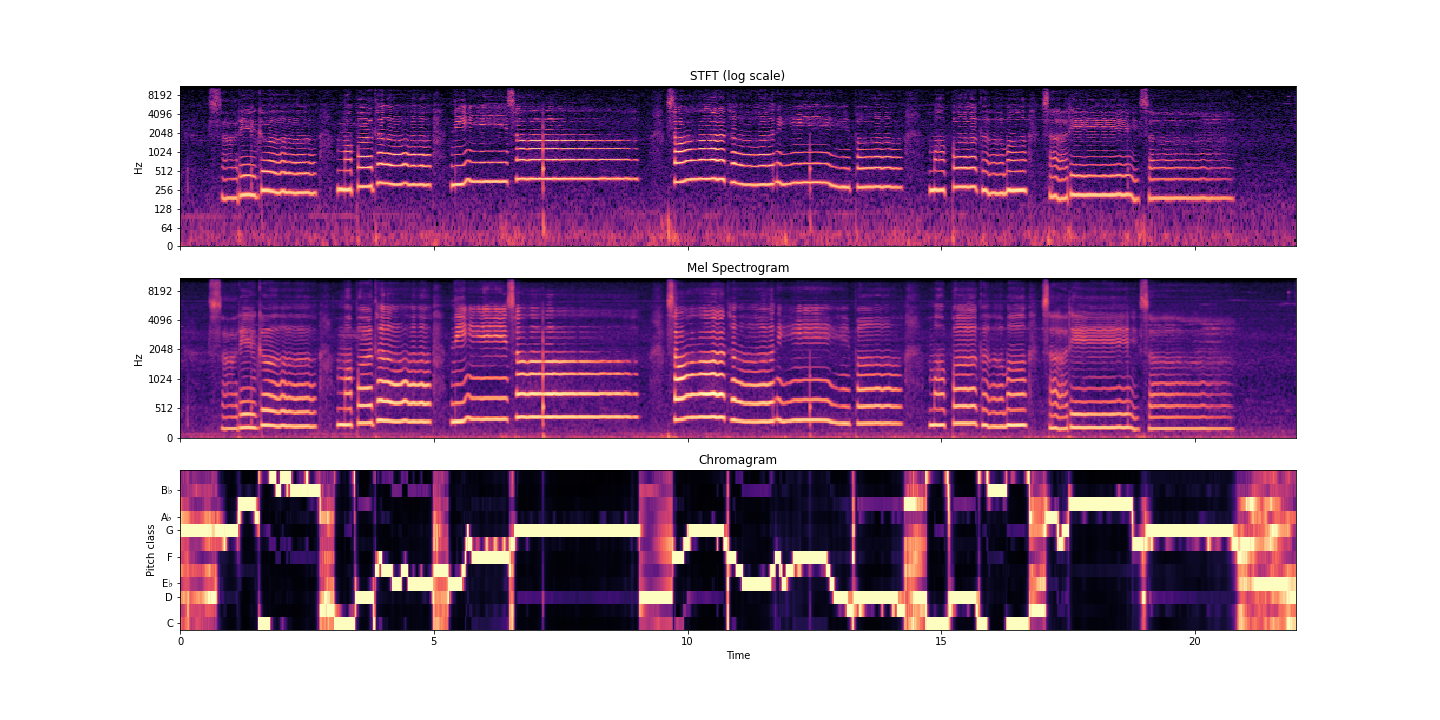 STFT (log scale)
8192
4096
2048
1024
512
256
128
64
0
Hz
Mel Spectrogram
8192
4096
2048
1024
512
0
Hz
Chromagram
B♭
A♭
G
F
E♭
D
C
Pitch class
0 5 10 15 20
Time